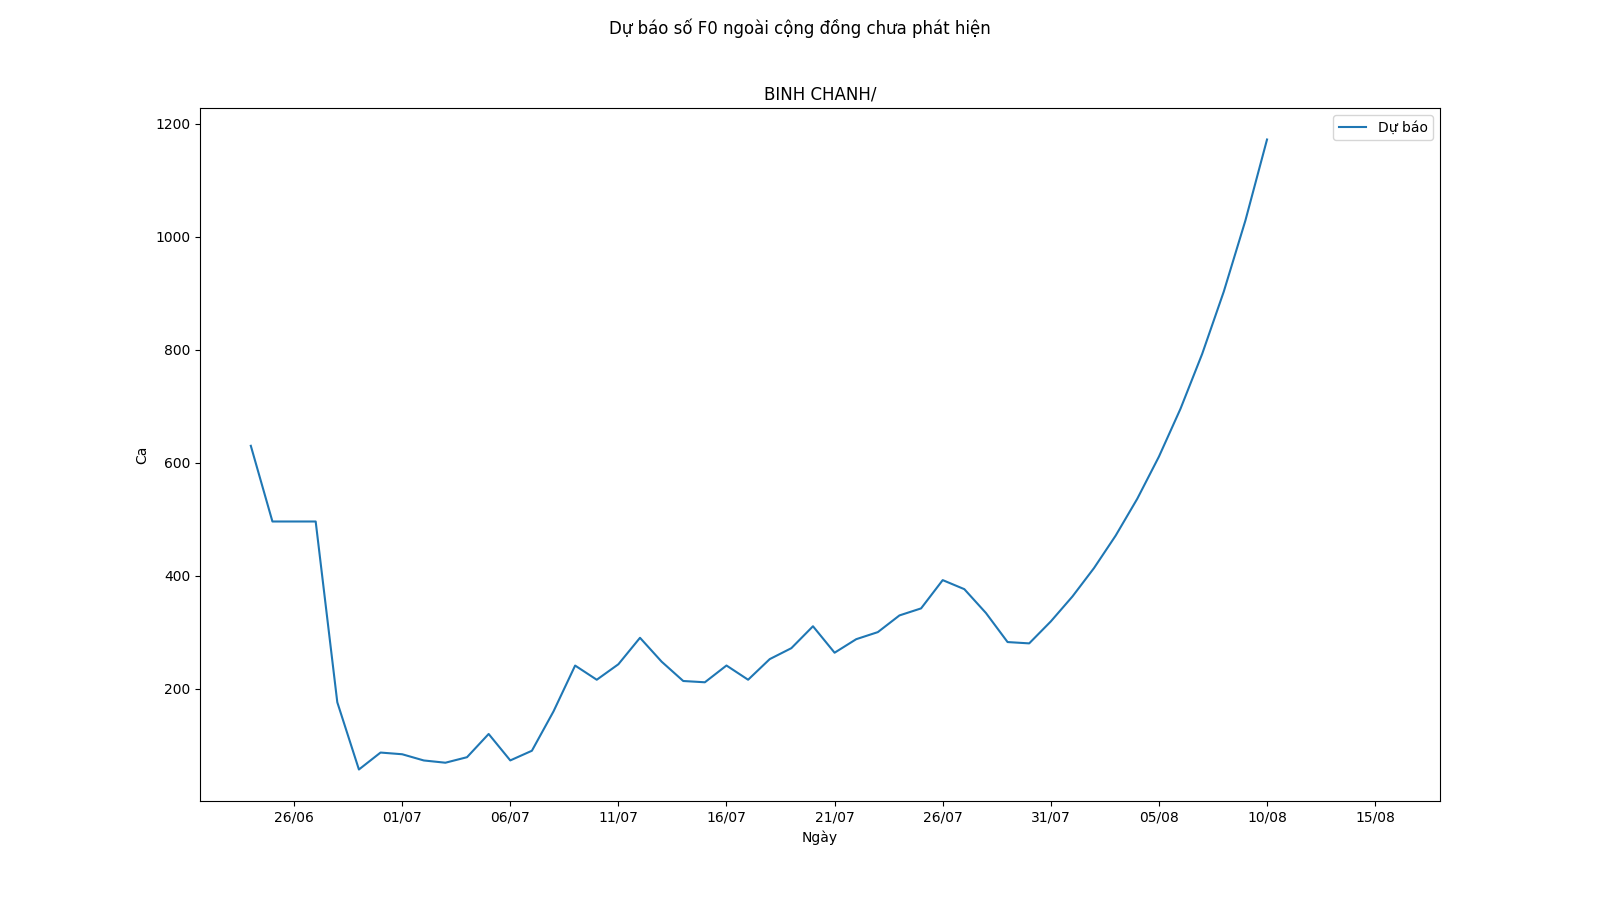 Dự báo số F0 ngoài cộng đồng chưa phát hiện
BINH CHANH/
Dự báo
1200
1000
800
600
400
200
Ca
26/06 01/07 06/07 11/07 16/07 21/07 26/07 31/07 05/08 10/08 15/08
Ngày